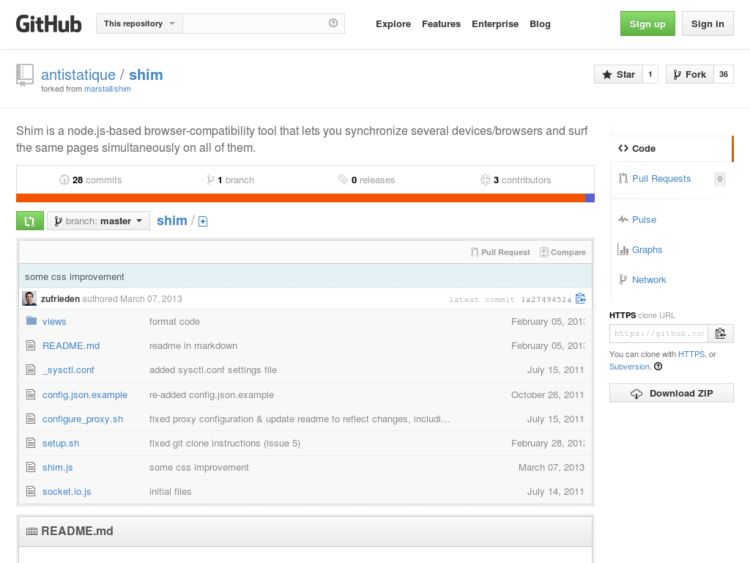 GitHub This repository Explore Features Enterprise Blog Sign up Sign in
antistatique / shim
forked from marstall/shim
Star 1 Fork 36
Shim is a node.js-based browser-compatibility tool that lets you synchronize several devices/browsers and surf
the same pages simultaneously on all of them.
28 commits 1 branch 0 releases 3 contributors
branch: master shim /
Pull Request Compare
some css improvement
zufrieden authored March 07, 2013 latest commit 1a2749452a
views format code February 05, 201
README.md readme in markdown February 05, 201
_sysctl.conf added sysctl.conf settings file July 15, 2011
config.json.example re-added config.json.example October 26, 2011
configure_proxy.sh fixed proxy configuration & update readme to reflect changes, includi… July 15, 2011
setup.sh fixed git clone instructions (issue 5) February 28, 201
shim.js some css improvement March 07, 2013
socket.io.js initial files July 14, 2011
README.md
Code
Pull Requests 0
Pulse
Graphs
Network
HTTPS clone URL
https://github.com
You can clone with HTTPS, or
Subversion.
Download ZIP